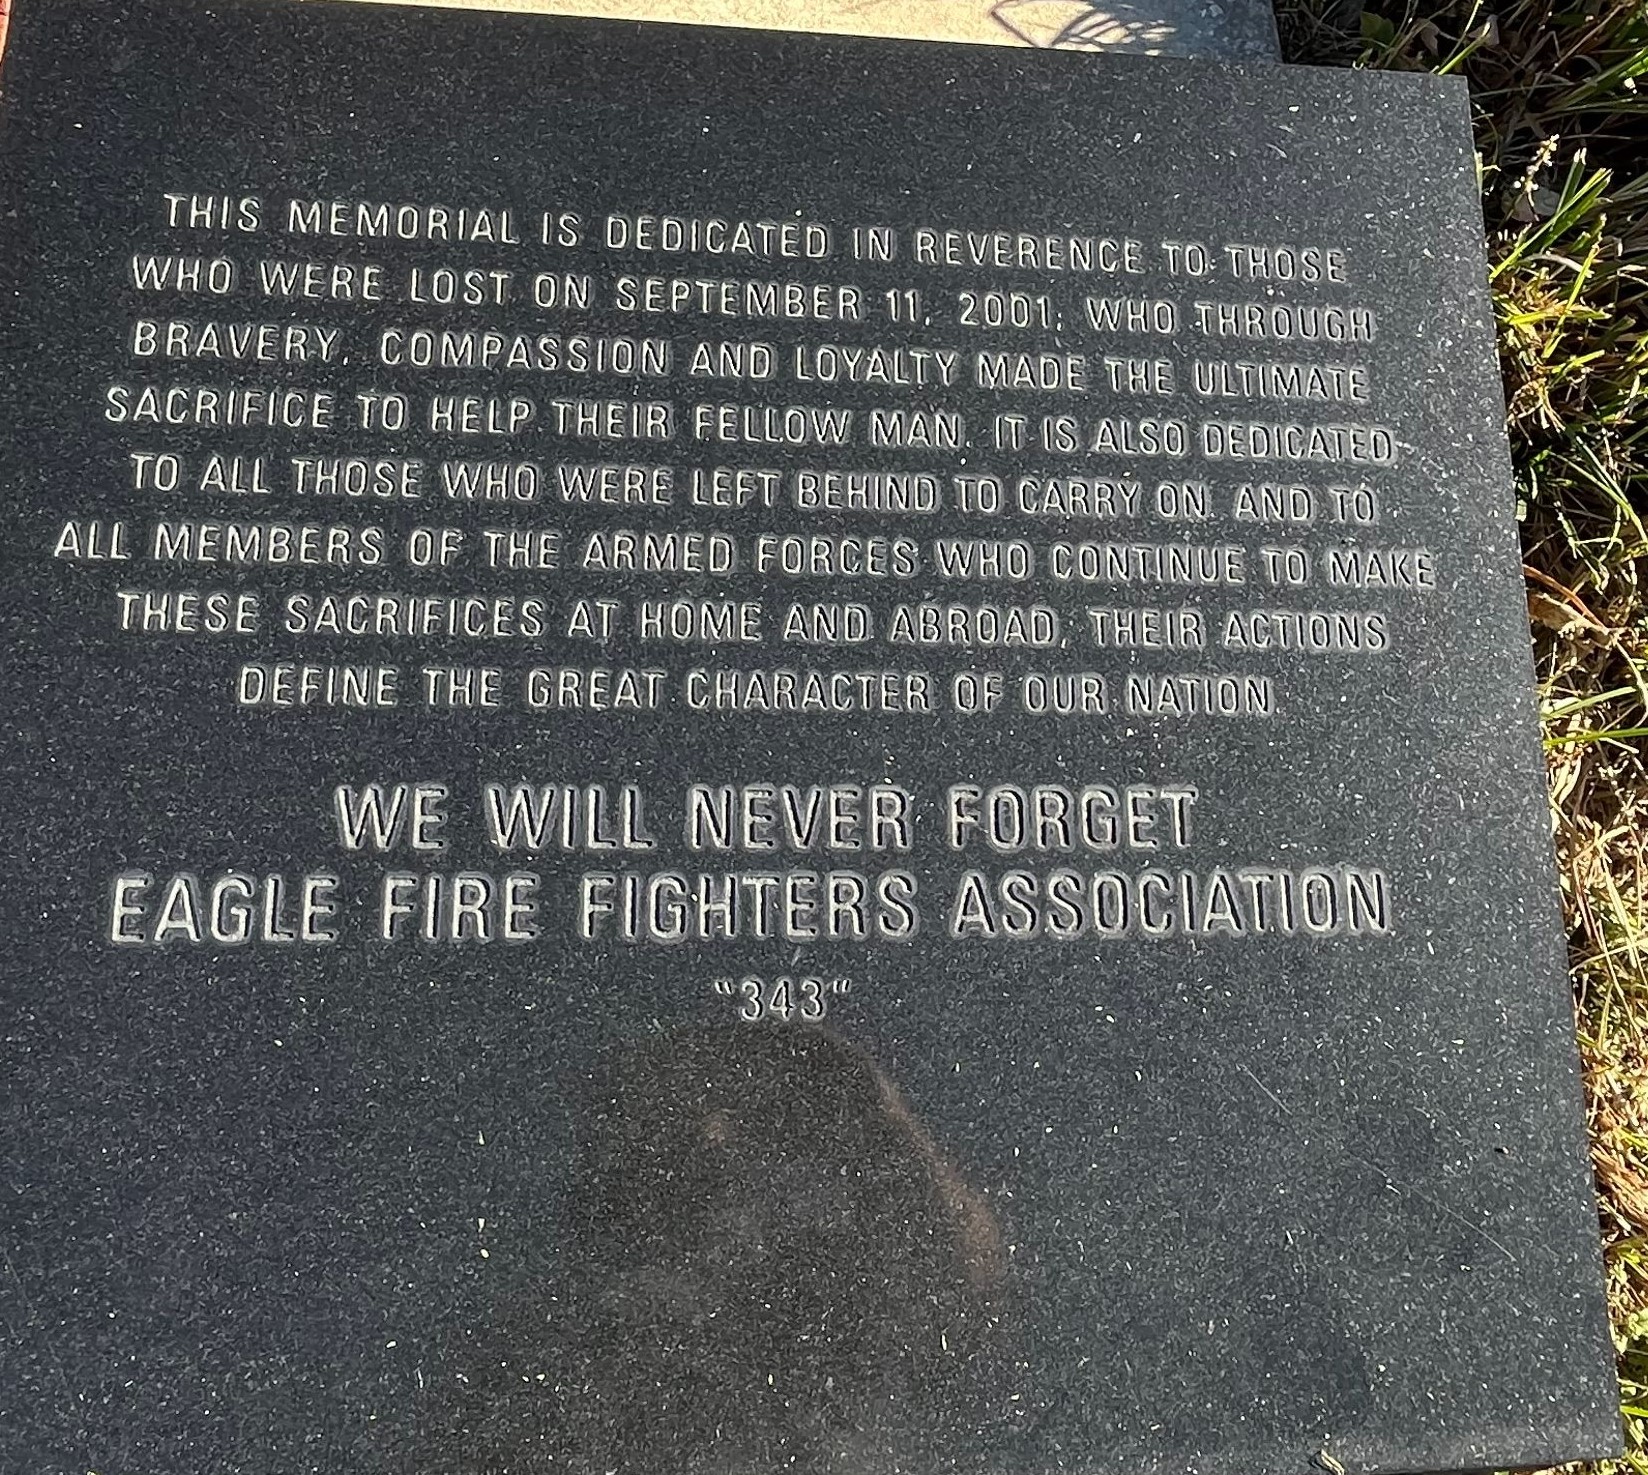 THIS MEMORIAL IS DEDICATED IN REVERENCE TO THOSE
WHO WERE LOST ON SEPTEMBER 11, 2001; WHO THROUGH
BRAVERY, COMPASSION AND LOYALTY MADE THE ULTIMATE
SACRIFICE TO HELP THEIR FELLOW MAN. IT IS ALSO DEDICATED
TO ALL THOSE WHO WERE LEFT BEHIND TO CARRY ON AND TO
ALL MEMBERS OF THE ARMED FORCES WHO CONTINUE TO MAKE
THESE SACRIFICES AT HOME AND ABROAD, THEIR ACTIONS
DEFINE THE GREAT CHARACTER OF OUR NATION.
WE WILL NEVER FORGET
EAGLE FIRE FIGHTERS ASSOCIATION
"343"